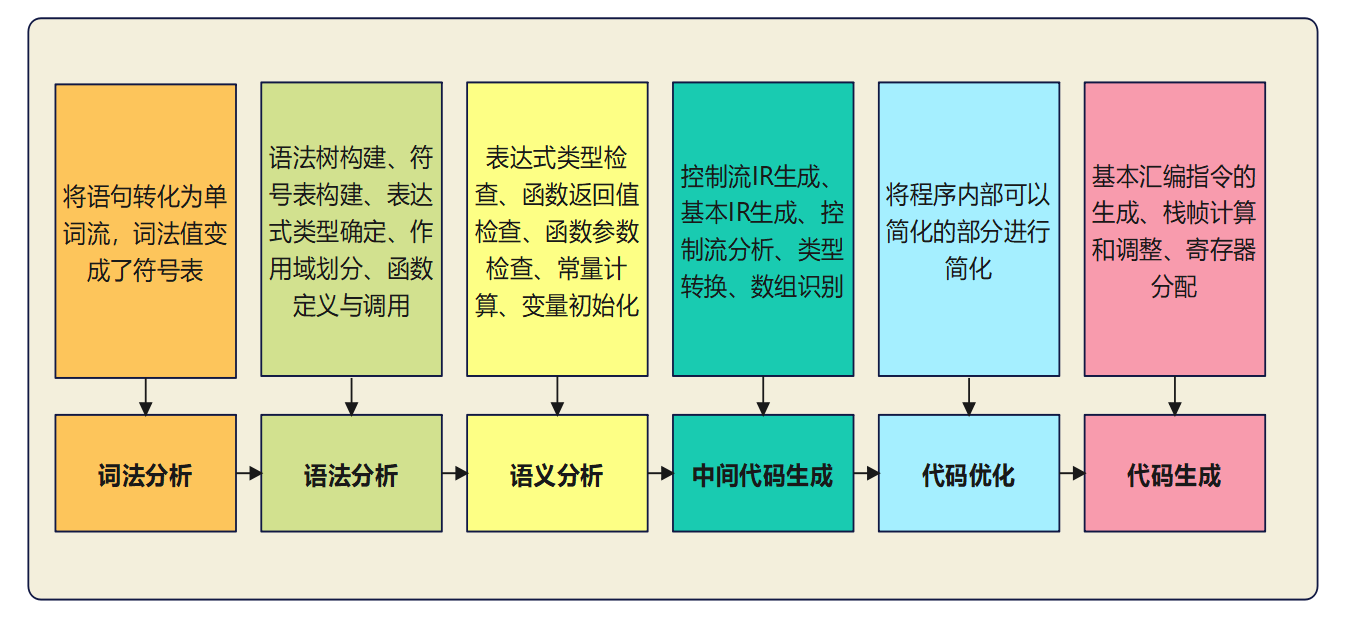 将语句转化为单
词流，词法值变
成了符号表
语法树构建、符
号表构建、表达
式类型确定、作
用域划分、函数
定义与调用
表达式类型检
查、函数返回值
检查、函数参数
检查、常量计
算、变量初始化
控制流IR生成、
基本IR生成、控
制流分析、类型
转换、数组识别
将程序内部可以
简化的部分进行
简化
基本汇编指令的
生成、栈帧计算
和调整、寄存器
分配
词法分析
语法分析
语义分析
中间代码生成
代码优化
代码生成